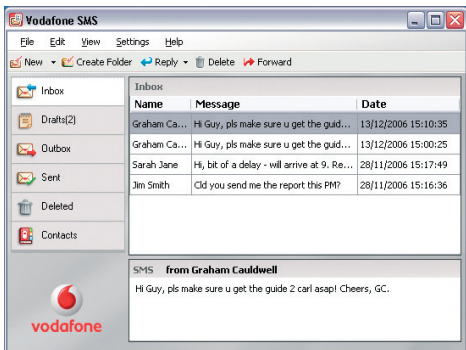 Vodafone SMS
File Edit View Settings Help
New Create Folder Reply Delete Forward
Inbox
Drafts(2)
Outbox
Sent
Deleted
Contacts
vodafone
Inbox
Name Message Date
Graham Ca... Hi Guy, pls make sure u get the guid... 13/12/2006 15:10:35
Graham Ca... Hi Guy, pls make sure u get the guid... 13/12/2006 15:00:25
Sarah Jane Hi, bit of a delay - will arrive at 9. Re... 28/11/2006 15:17:49
Jim Smith Cld you send me the report this PM? 28/11/2006 15:16:36
SMS from Graham Cauldwell
Hi Guy, pls make sure u get the guide 2 carl asap! Cheers, GC.